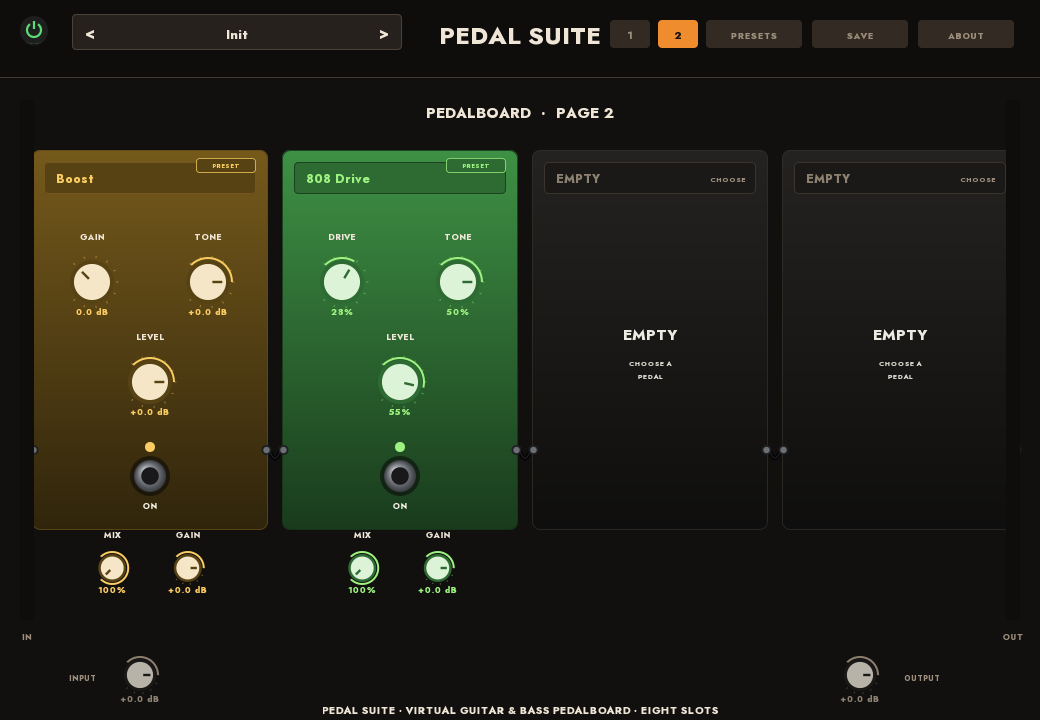 < Init > PEDAL SUITE 1 2 PRESETS SAVE ABOUT
PEDALBOARD · PAGE 2
PRESET PRESET
Boost 808 Drive EMPTY CHOOSE EMPTY CHOOSE
GAIN TONE DRIVE TONE
0.0 dB +0.0 dB 28% 50%
LEVEL LEVEL EMPTY EMPTY
CHOOSE A CHOOSE A
PEDAL PEDAL
+0.0 dB 55%
ON ON
MIX GAIN MIX GAIN
100% +0.0 dB 100% +0.0 dB
IN OUT
INPUT OUTPUT
+0.0 dB +0.0 dB
PEDAL SUITE · VIRTUAL GUITAR & BASS PEDALBOARD · EIGHT SLOTS